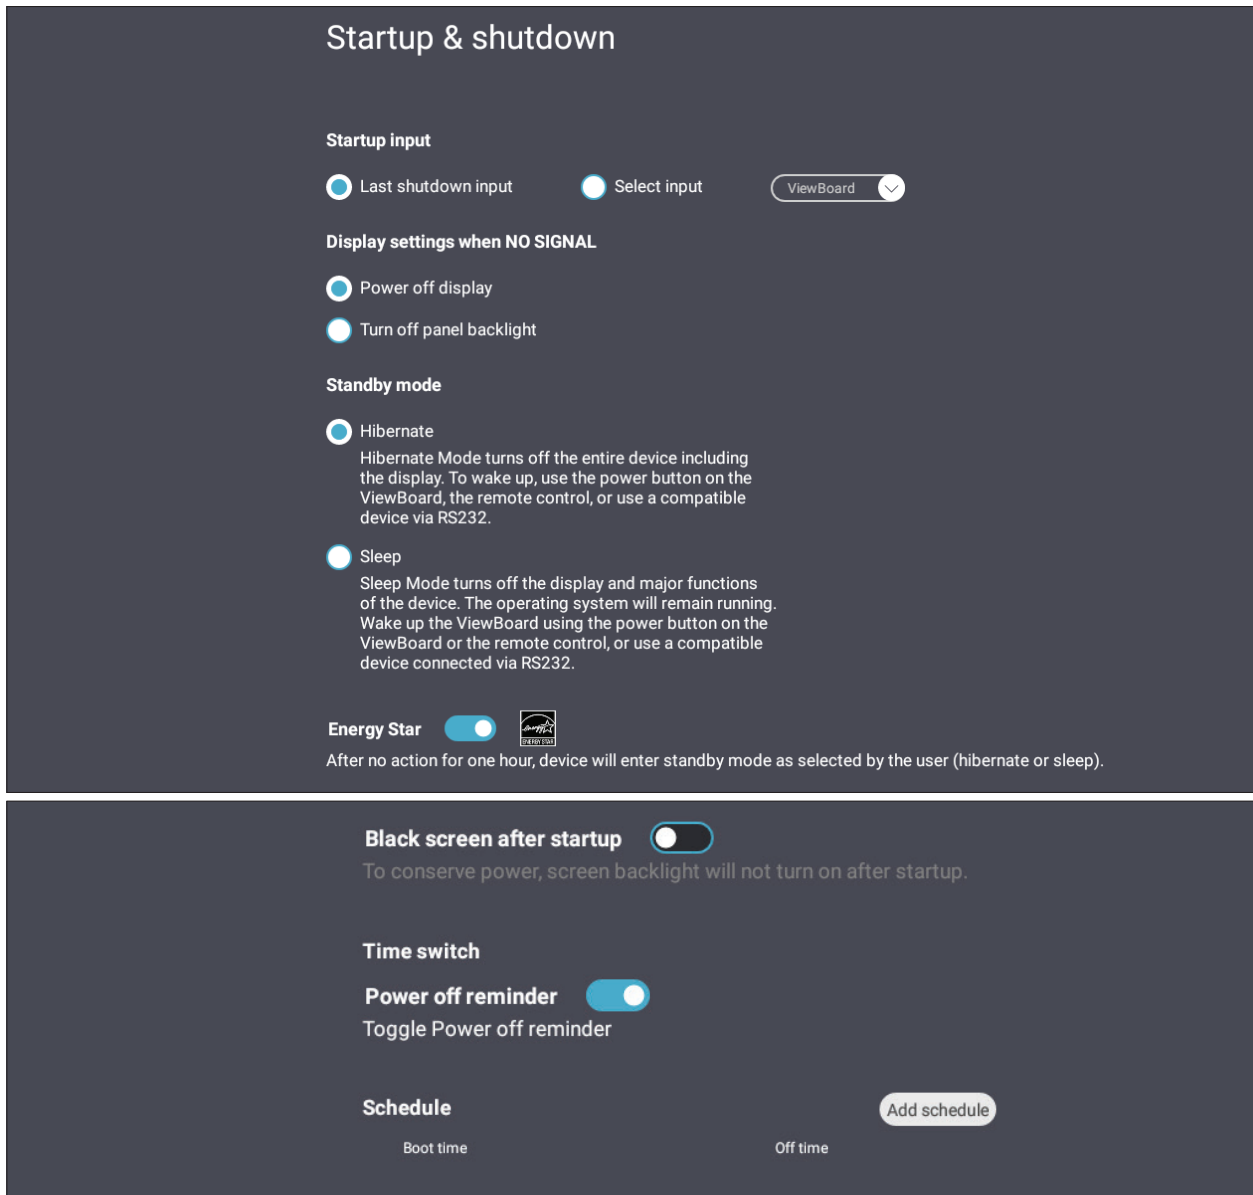 Startup & shutdown
Startup input
Last shutdown input Select input ViewBoard
Display settings when NO SIGNAL
Power off display
Turn off panel backlight
Standby mode
Hibernate
Hibernate Mode turns off the entire device including
the display. To wake up, use the power button on the
ViewBoard, the remote control, or use a compatible
device via RS232.
Sleep
Sleep Mode turns off the display and major functions
of the device. The operating system will remain running.
Wake up the ViewBoard using the power button on the
ViewBoard or the remote control, or use a compatible
device connected via RS232.
Energy Star energy ENERGY STAR
After no action for one hour, device will enter standby mode as selected by the user (hibernate or sleep).
Black screen after startup
To conserve power, screen backlight will not turn on after startup.
Time switch
Power off reminder
Toggle Power off reminder
Schedule Add schedule
Boot time Off time